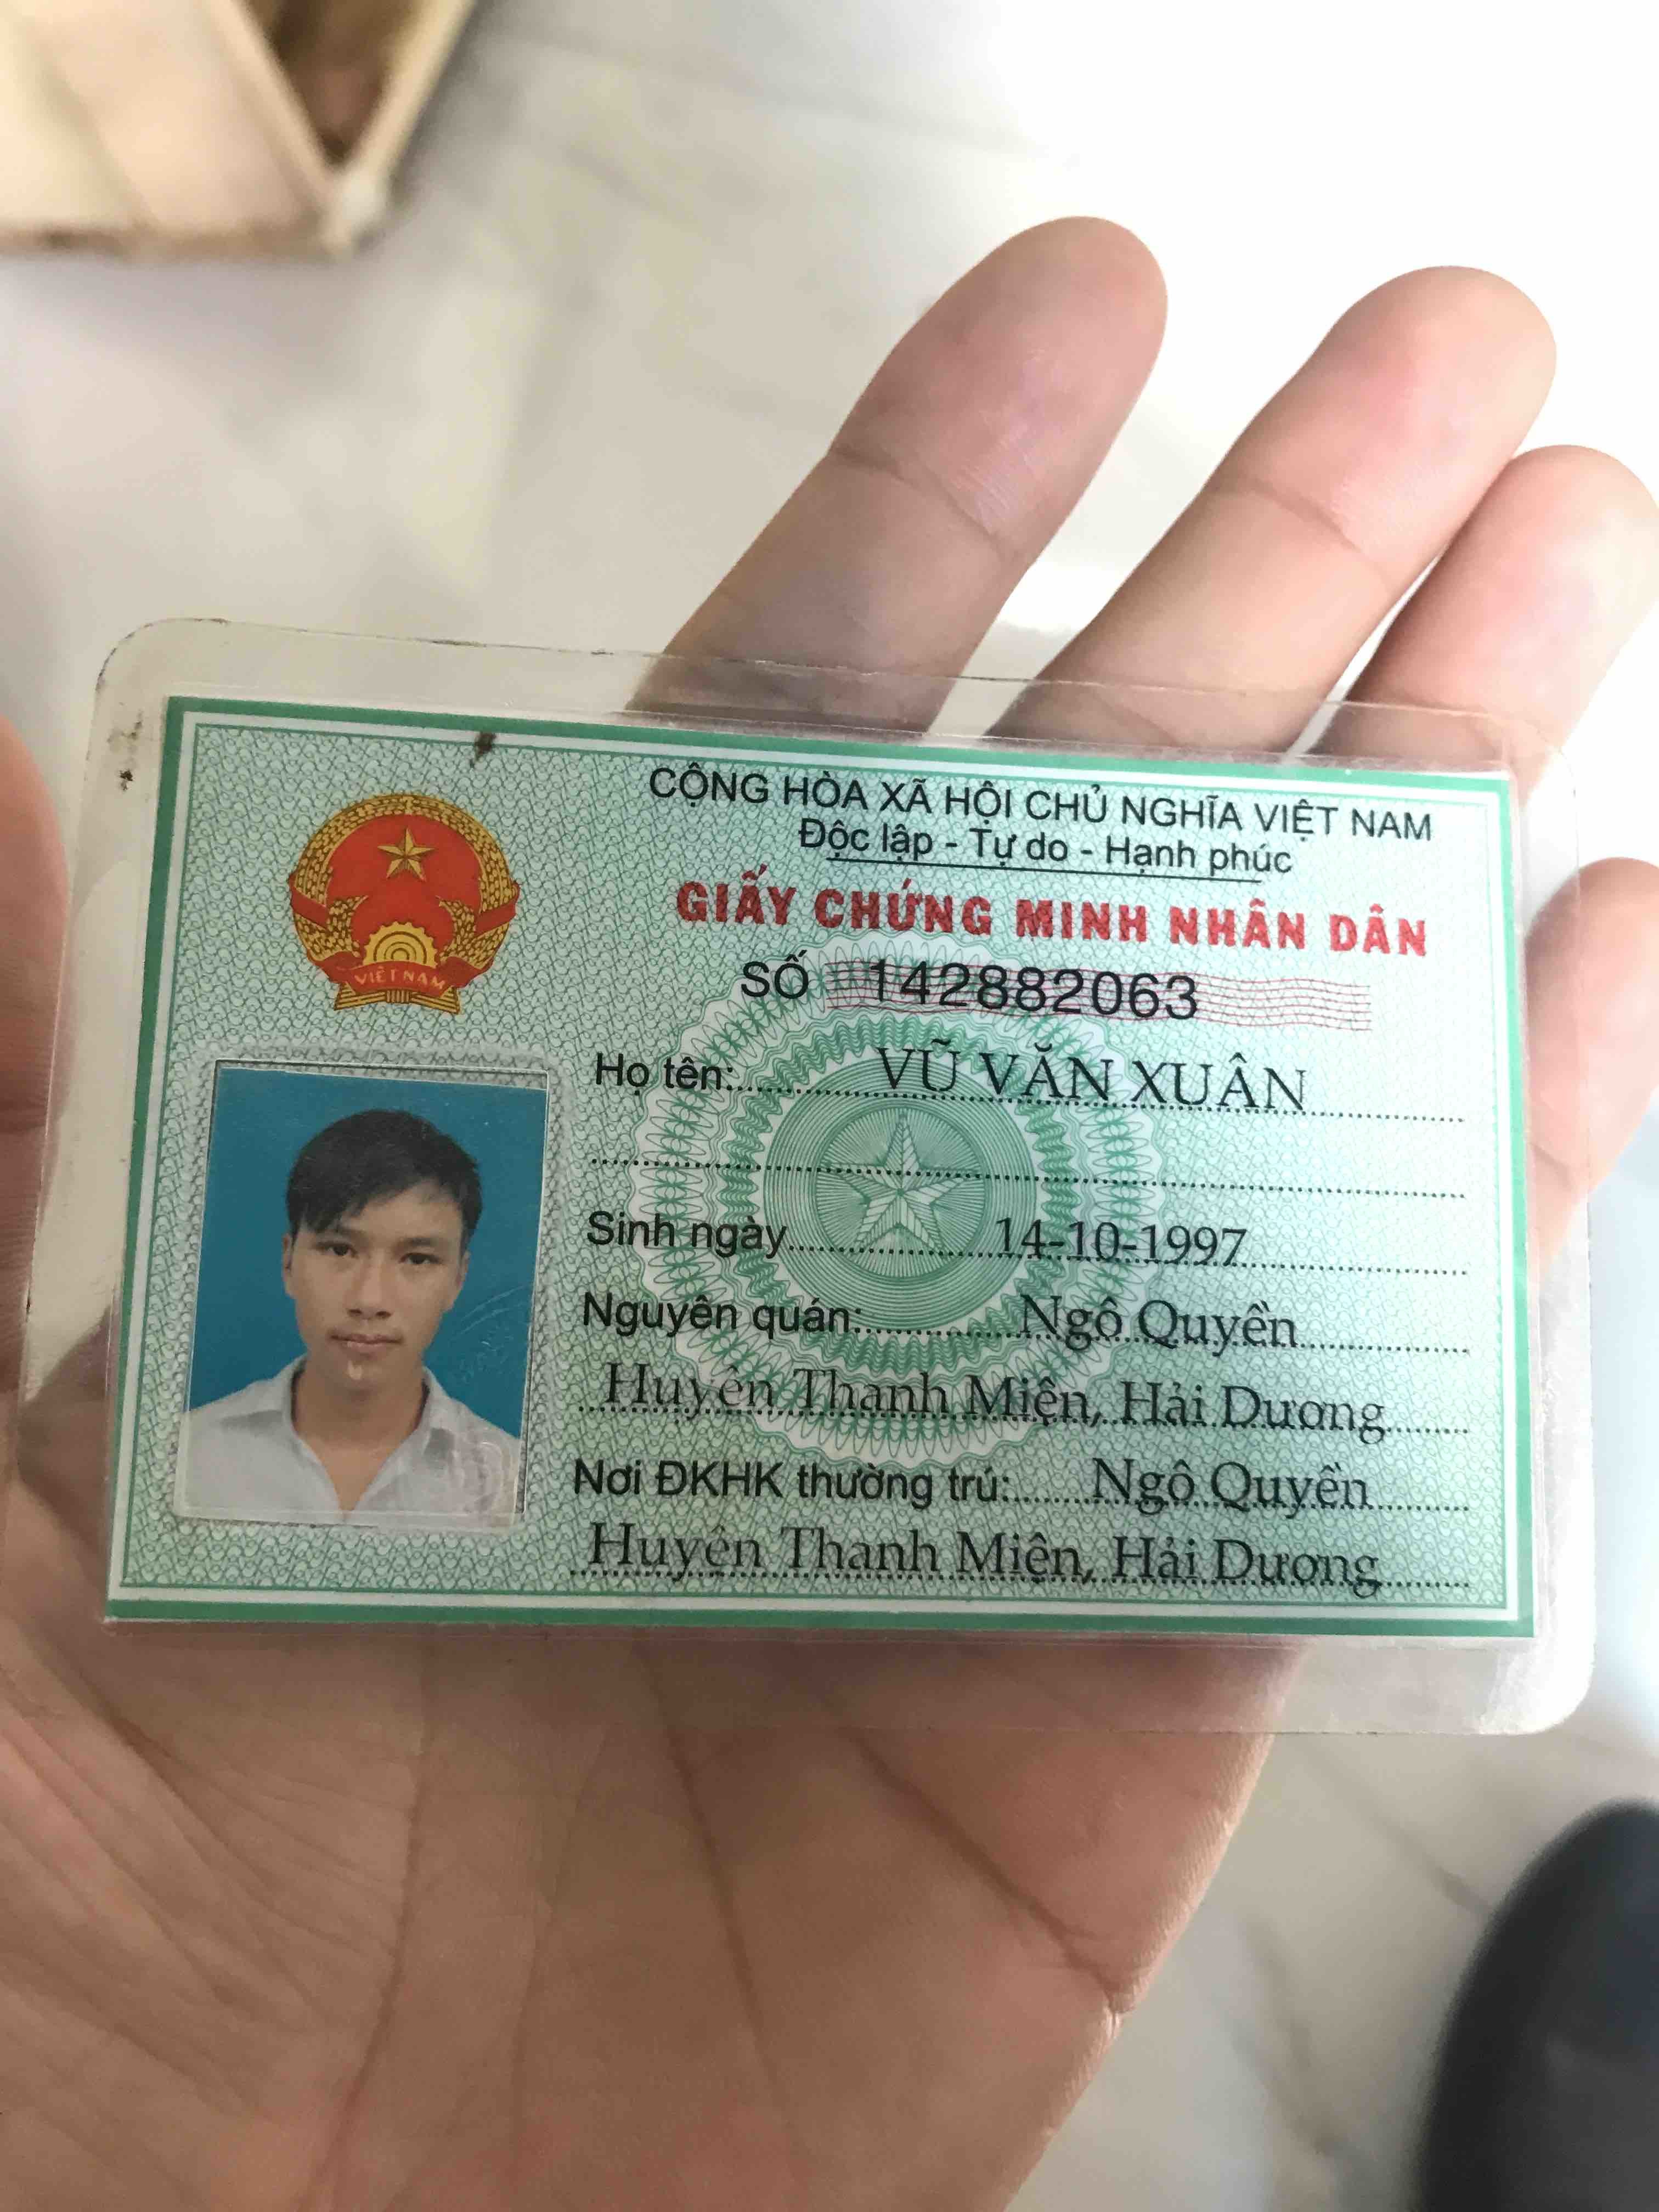 CỘNG HÒA XÃ HỘI CHỦ NGHĨA VIỆT NAM
Độc lập - Tự do - Hạnh phúc
GIẤY CHỨNG MINH NHÂN DÂN
SỐ 142882063
VIỆT NAM
Họ tên: VŨ VĂN XUÂN
Sinh ngày 14-10-1997
Nguyên quán: Ngô Quyền
Huyện Thanh Miện, Hải Dương
Nơi ĐKHK thường trú: Ngô Quyền
Huyện Thanh Miện, Hải Dương